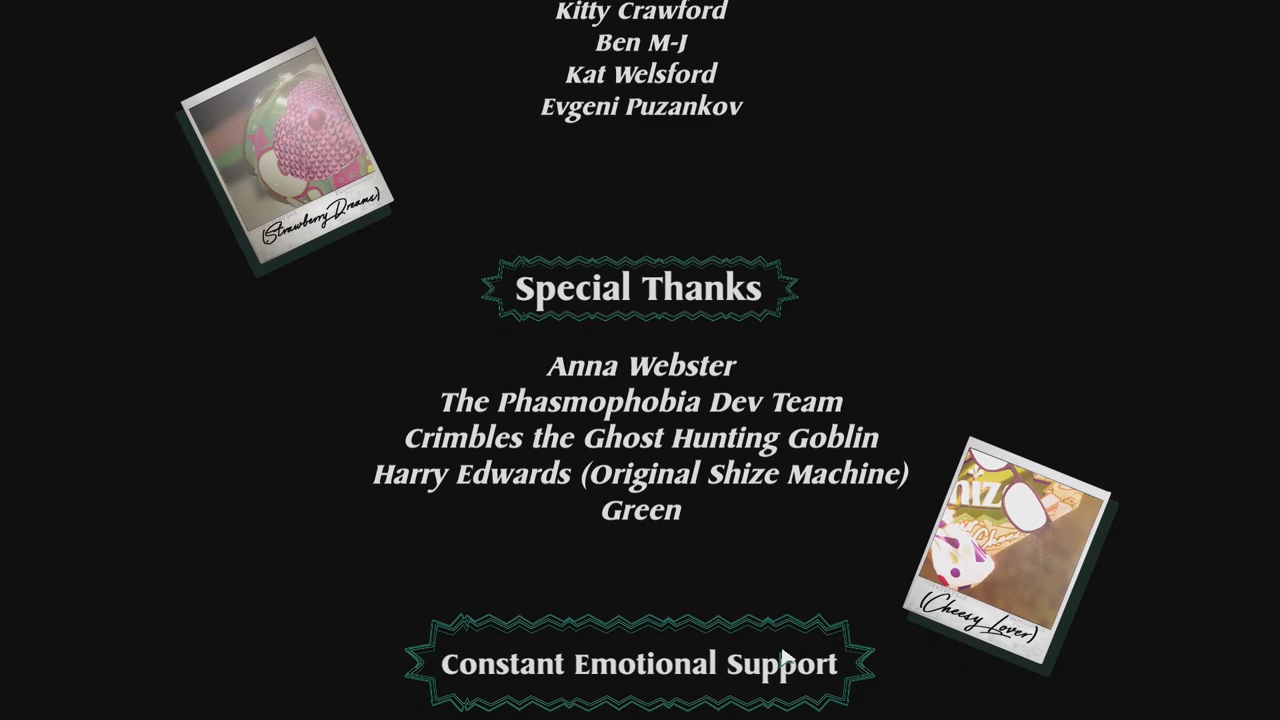 Kitty Crawford
Ben M-J
Kat Welsford
Evgeni Puzankov
(Strawberry Dreams)
Special Thanks
Anna Webster
The Phasmophobia Dev Team
Crimbles the Ghost Hunting Goblin
Harry Edwards (Original Shize Machine)
Green
(Cheesy Lover)
Constant Emotional Support